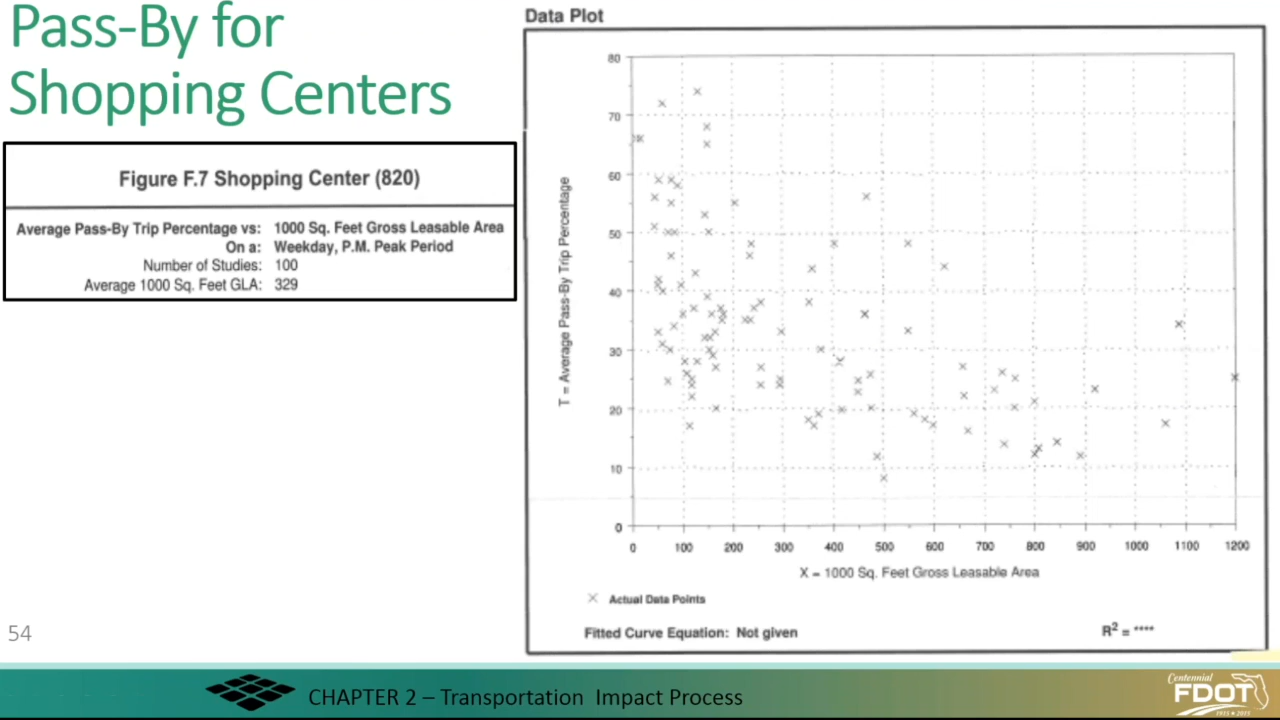 Pass-By for
Shopping Centers
Figure F.7 Shopping Center (820)
Average Pass-By Trip Percentage vs: 1000 Sq. Feet Gross Leasable Area
On a: Weekday, P.M. Peak Period
Number of Studies: 100
Average 1000 Sq. Feet GLA: 329
Data Plot
80
70
60
50
40
30
20
10
0
T = Average Pass-By Trip Percentage
0 100 200 300 400 500 600 700 800 900 1000 1100 1200
X = 1000 Sq. Feet Gross Leasable Area
× Actual Data Points
Fitted Curve Equation: Not given
R² = ****
54
CHAPTER 2 – Transportation Impact Process
Centennial
FDOT
1915 ★ 2015